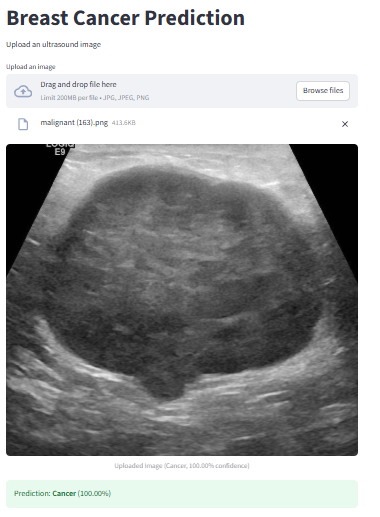 Breast Cancer Prediction
Upload an ultrasound image
Upload an image
Drag and drop file here
Limit 200MB per file • JPG, JPEG, PNG
Browse files
malignant (163).png 413.6KB
E9
Uploaded Image (Cancer, 100.00% confidence)
Prediction: Cancer (100.00%)